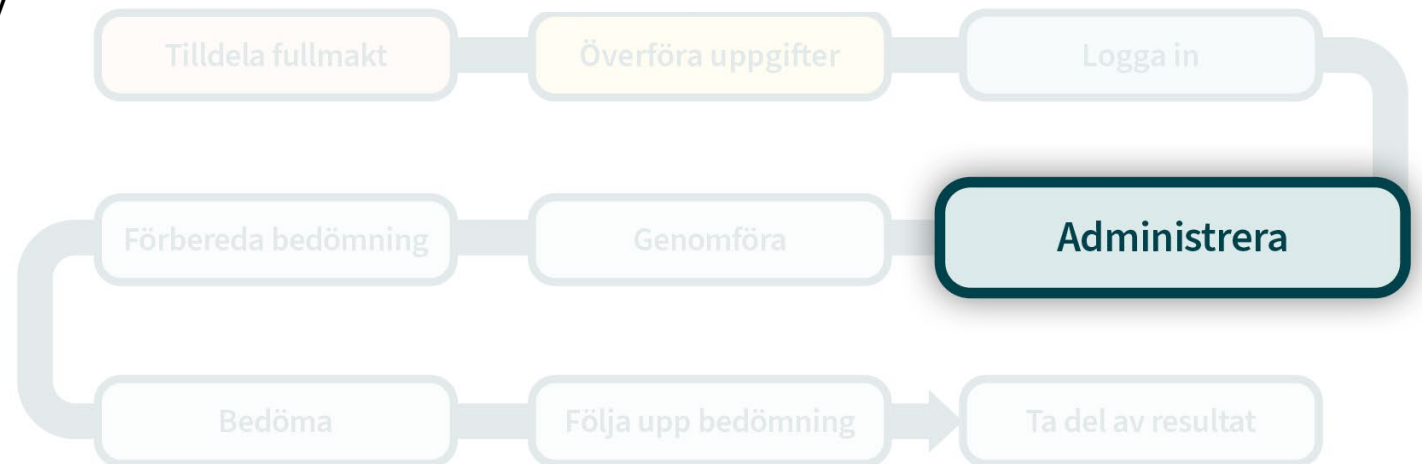 Tilldela fullmakt
Överföra uppgifter
Logga in
Administrera
Genomföra
Förbereda bedömning
Bedöma
Följa upp bedömning
Ta del av resultat